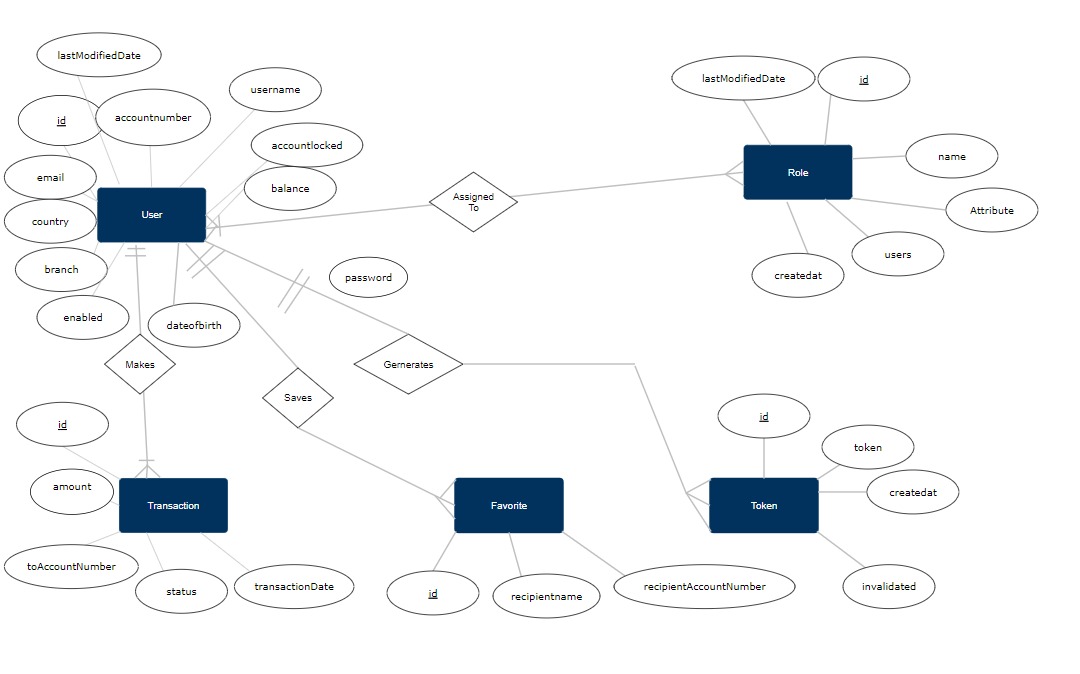 lastModifiedDate
id
accountnumber
username
accountlocked
email
balance
country
User
branch
enabled
dateofbirth
password
Assigned
To
lastModifiedDate
id
Role
name
Attribute
users
createdat
Makes
Saves
Gernerates
id
amount
Transaction
toAccountNumber
status
transactionDate
Favorite
id
recipientname
recipientAccountNumber
id
token
createdat
Token
invalidated